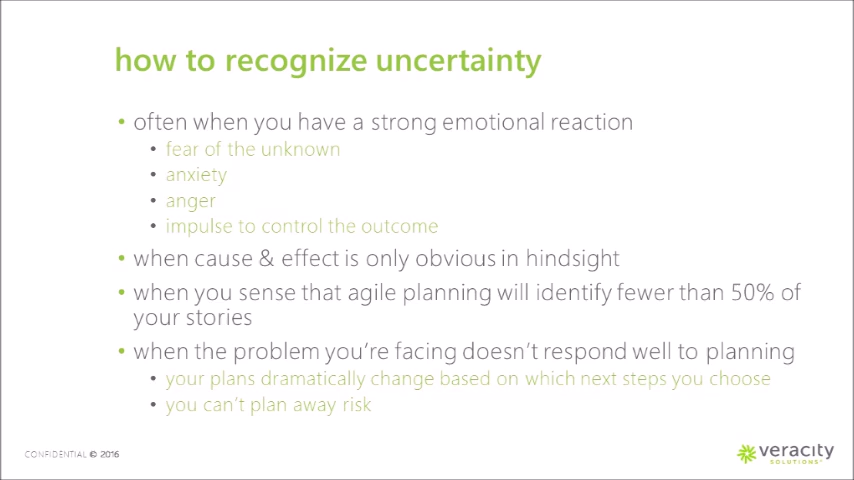 how to recognize uncertainty
• often when you have a strong emotional reaction
• fear of the unknown
• anxiety
• anger
• impulse to control the outcome
• when cause & effect is only obvious in hindsight
• when you sense that agile planning will identify fewer than 50% of
your stories
• when the problem you're facing doesn't respond well to planning
• your plans dramatically change based on which next steps you choose
• you can't plan away risk
CONFIDENTIAL © 2016
veracity
SOLUTIONS